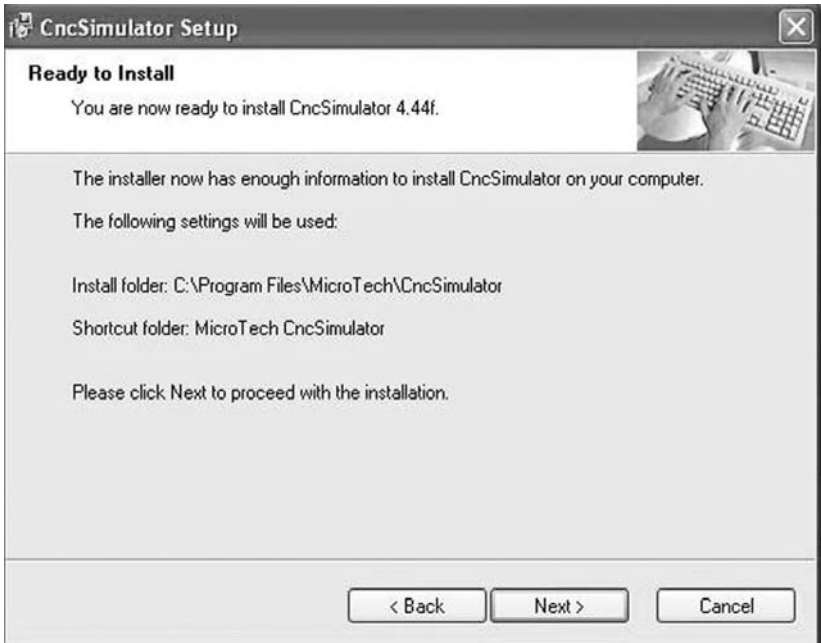 CncSimulator Setup
Ready to Install
You are now ready to install CncSimulator 4.44f.
The installer now has enough information to install CncSimulator on your computer.
The following settings will be used:
Install folder: C:\Program Files\MicroTech\CncSimulator
Shortcut folder: MicroTech CncSimulator
Please click Next to proceed with the installation.
< Back
Next >
Cancel